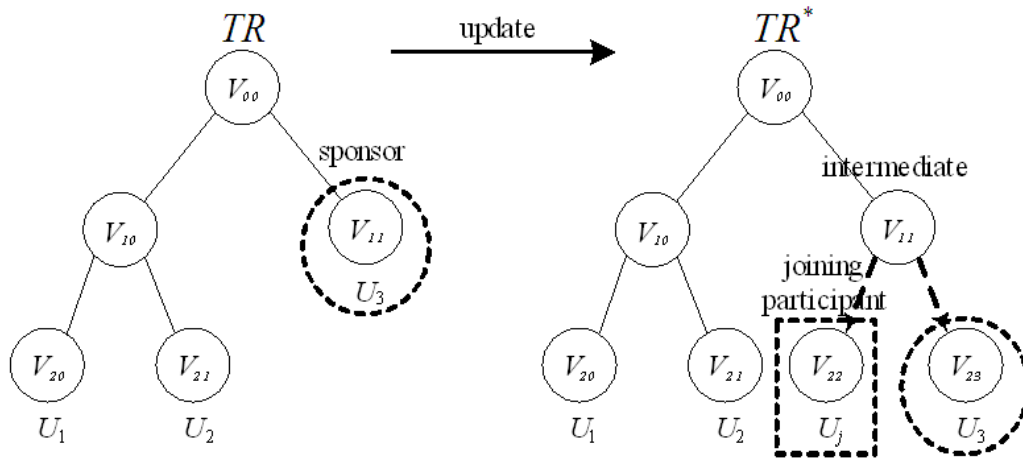 TR update TR*
V00 V00
sponsor intermediate
V10 V11 V10 V11
U3 joining participant
V20 V21 V20 V21 V22 V23
U1 U2 U1 U2 Uj U3